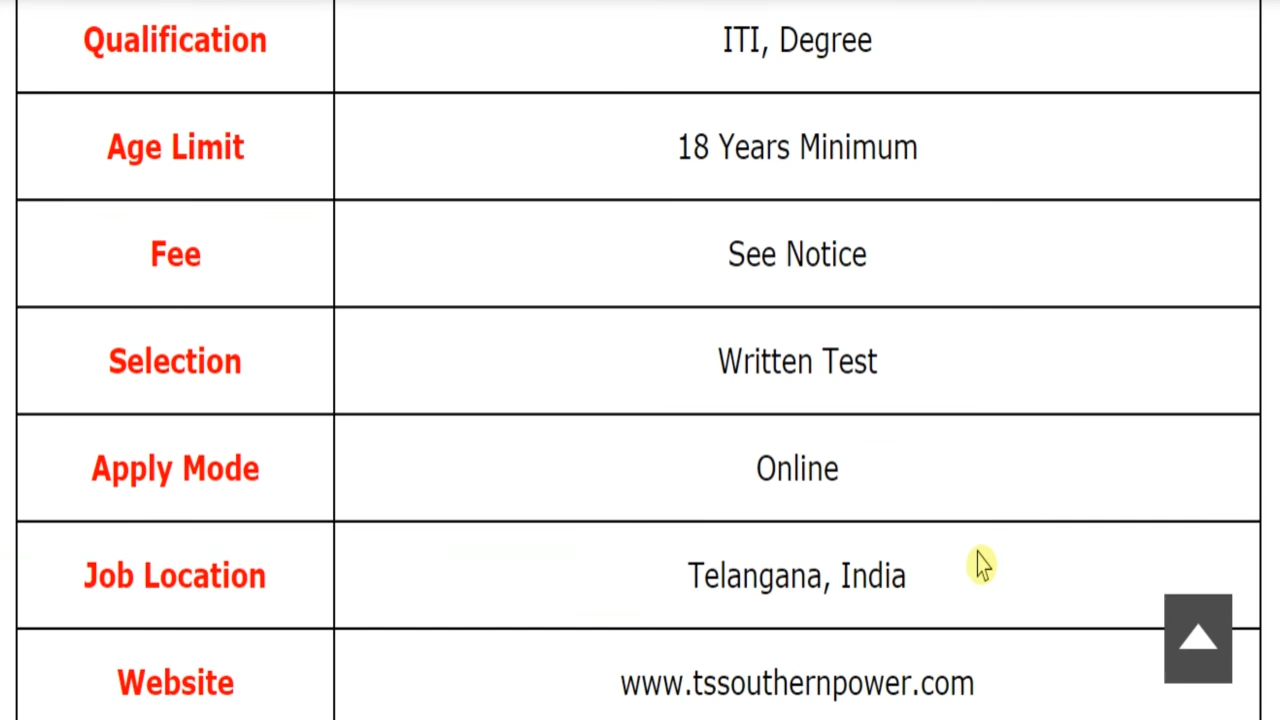 Qualification ITI, Degree
Age Limit 18 Years Minimum
Fee See Notice
Selection Written Test
Apply Mode Online
Job Location Telangana, India
Website www.tssouthernpower.com